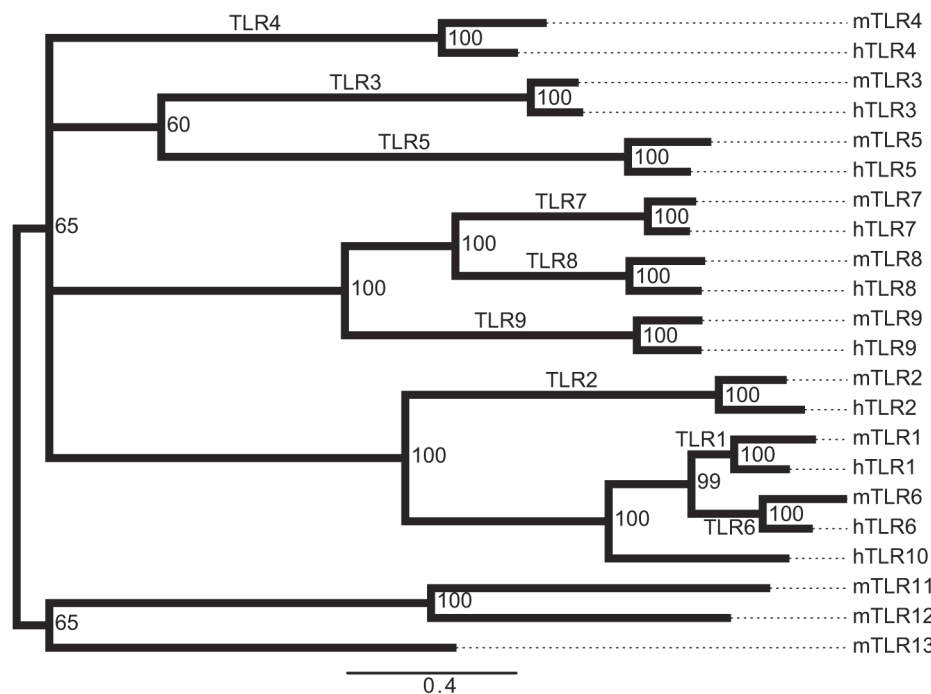 TLR4
100
mTLR4
hTLR4
TLR3
100
mTLR3
hTLR3
60
TLR5
100
mTLR5
hTLR5
65
TLR7
100
mTLR7
hTLR7
100
TLR8
100
mTLR8
hTLR8
100
TLR9
100
mTLR9
hTLR9
TLR2
100
mTLR2
hTLR2
100
TLR1
100
mTLR1
hTLR1
99
TLR6
100
mTLR6
hTLR6
100
hTLR10
100
mTLR11
mTLR12
65
mTLR13
0.4